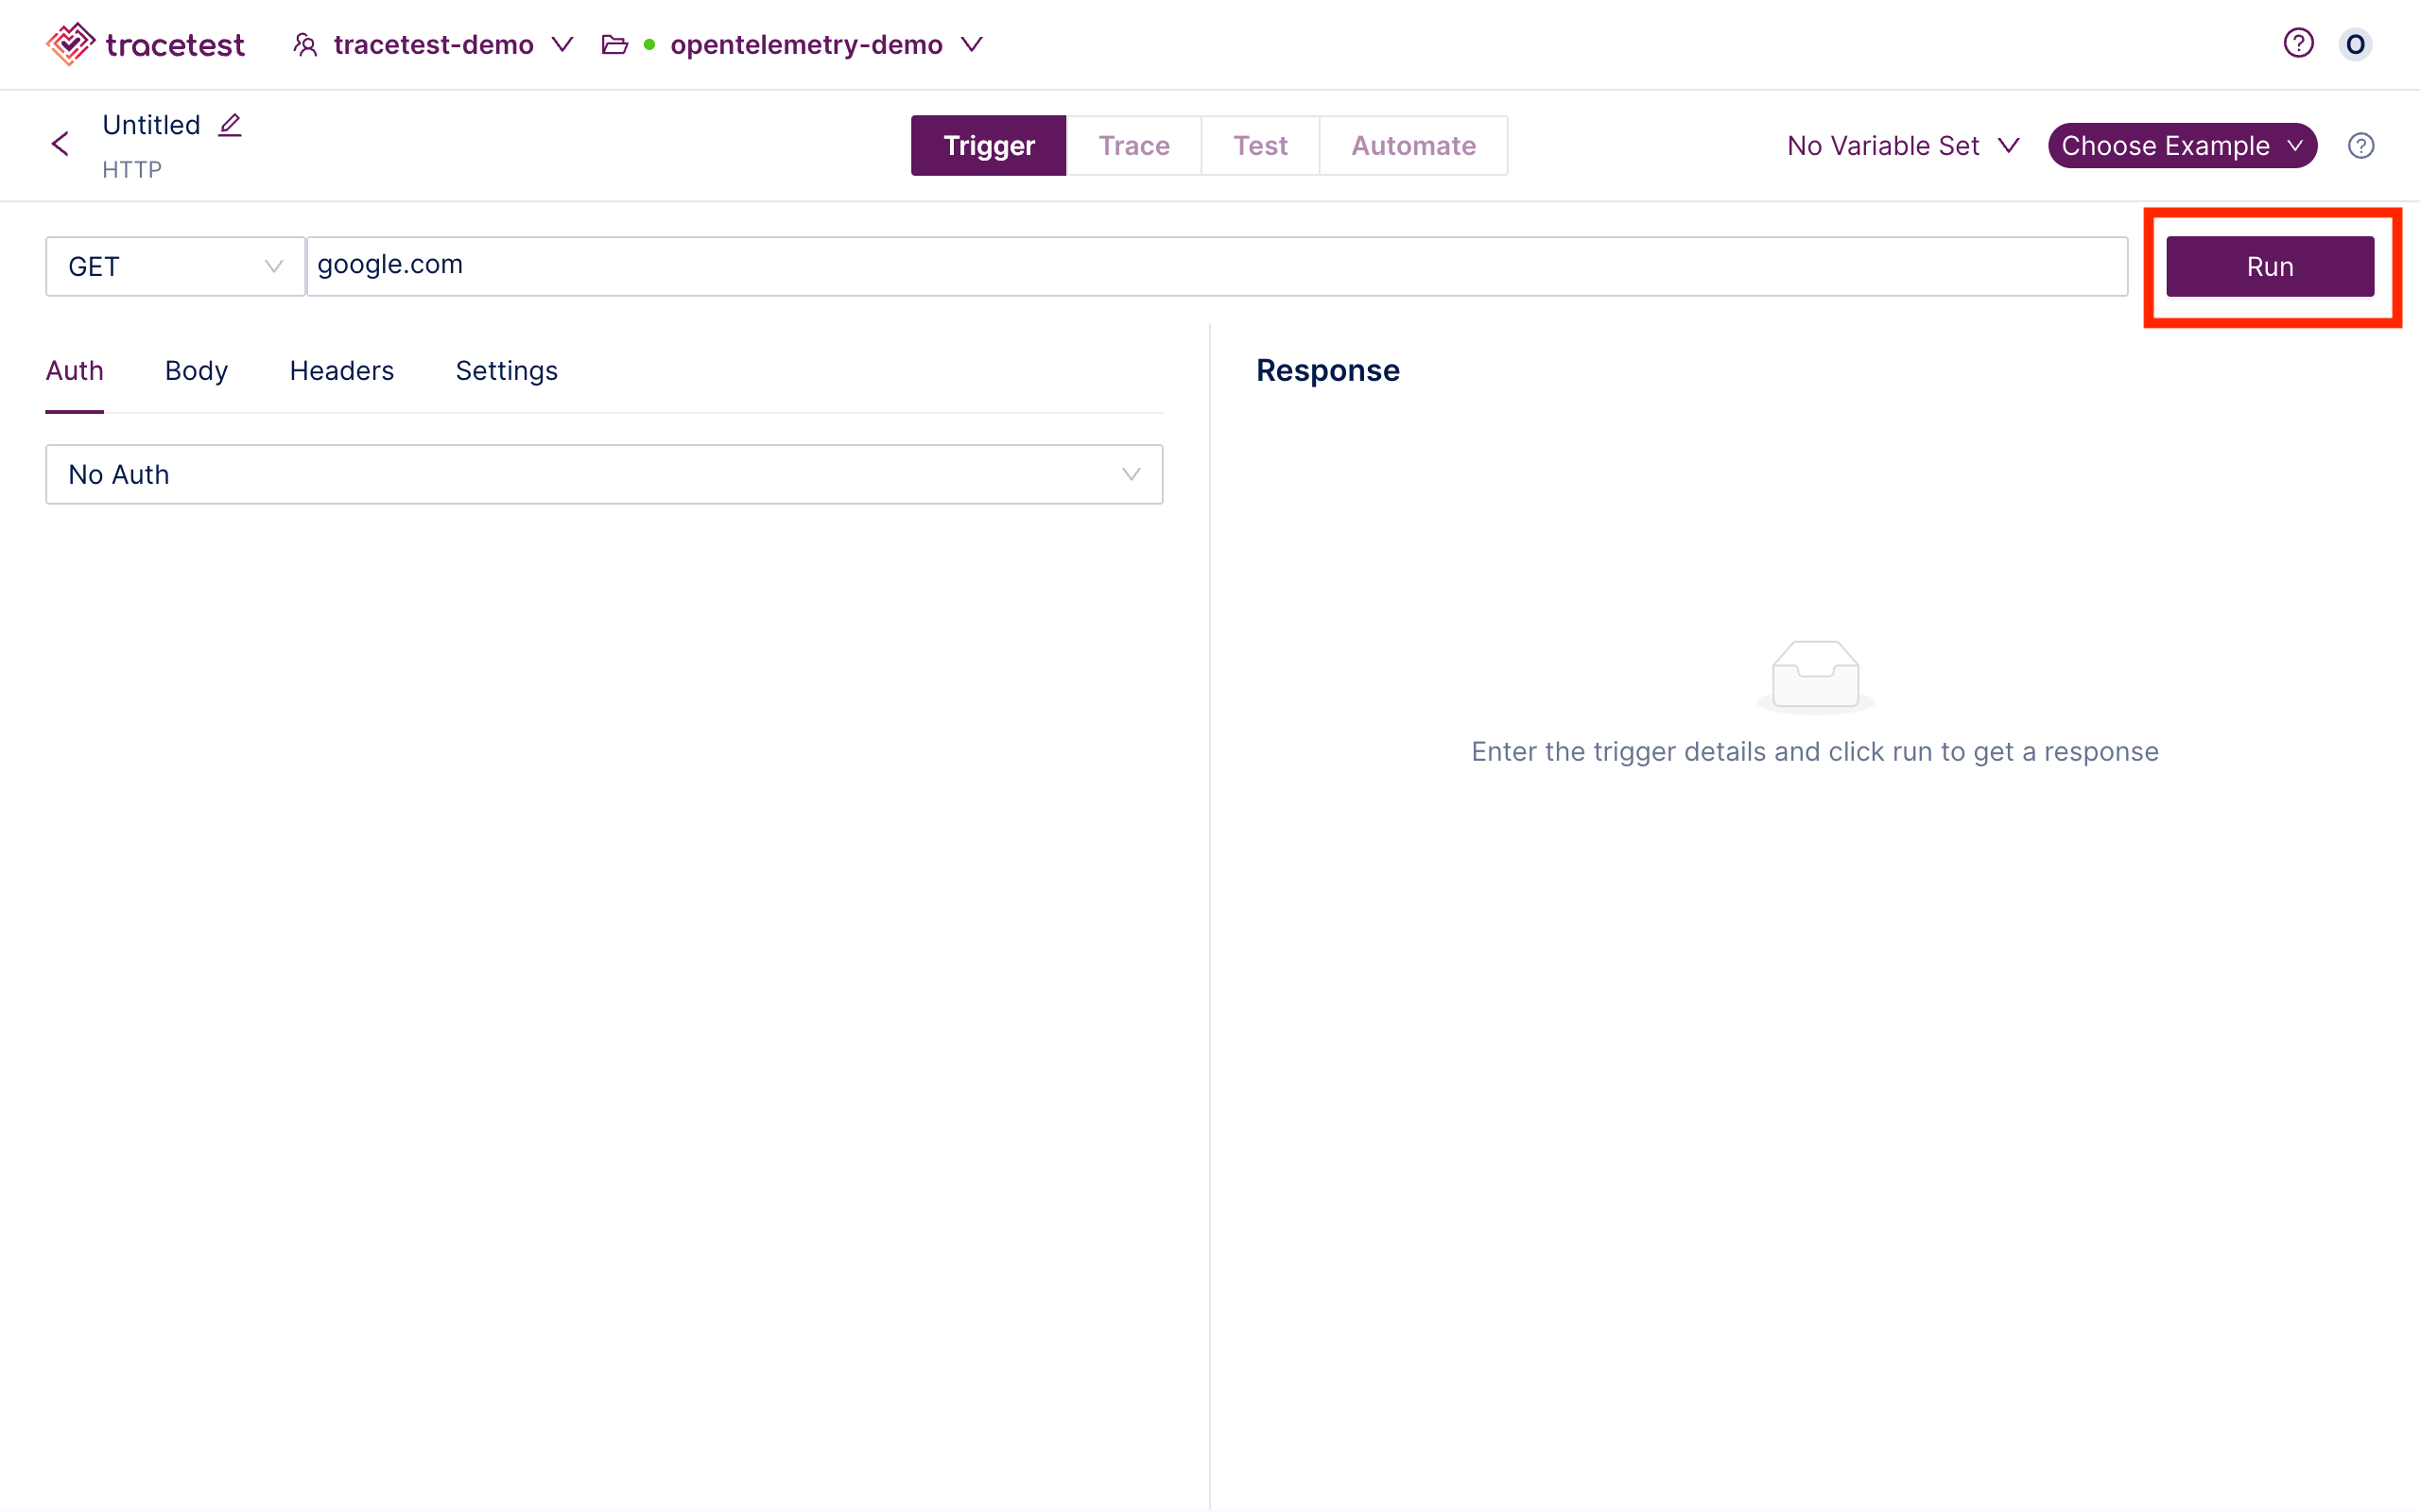 tracetest tracetest-demo opentelemetry-demo ? O
Untitled
HTTP
Trigger Trace Test Automate
No Variable Set Choose Example ?
GET google.com Run
Auth Body Headers Settings
No Auth
Response
Enter the trigger details and click run to get a response